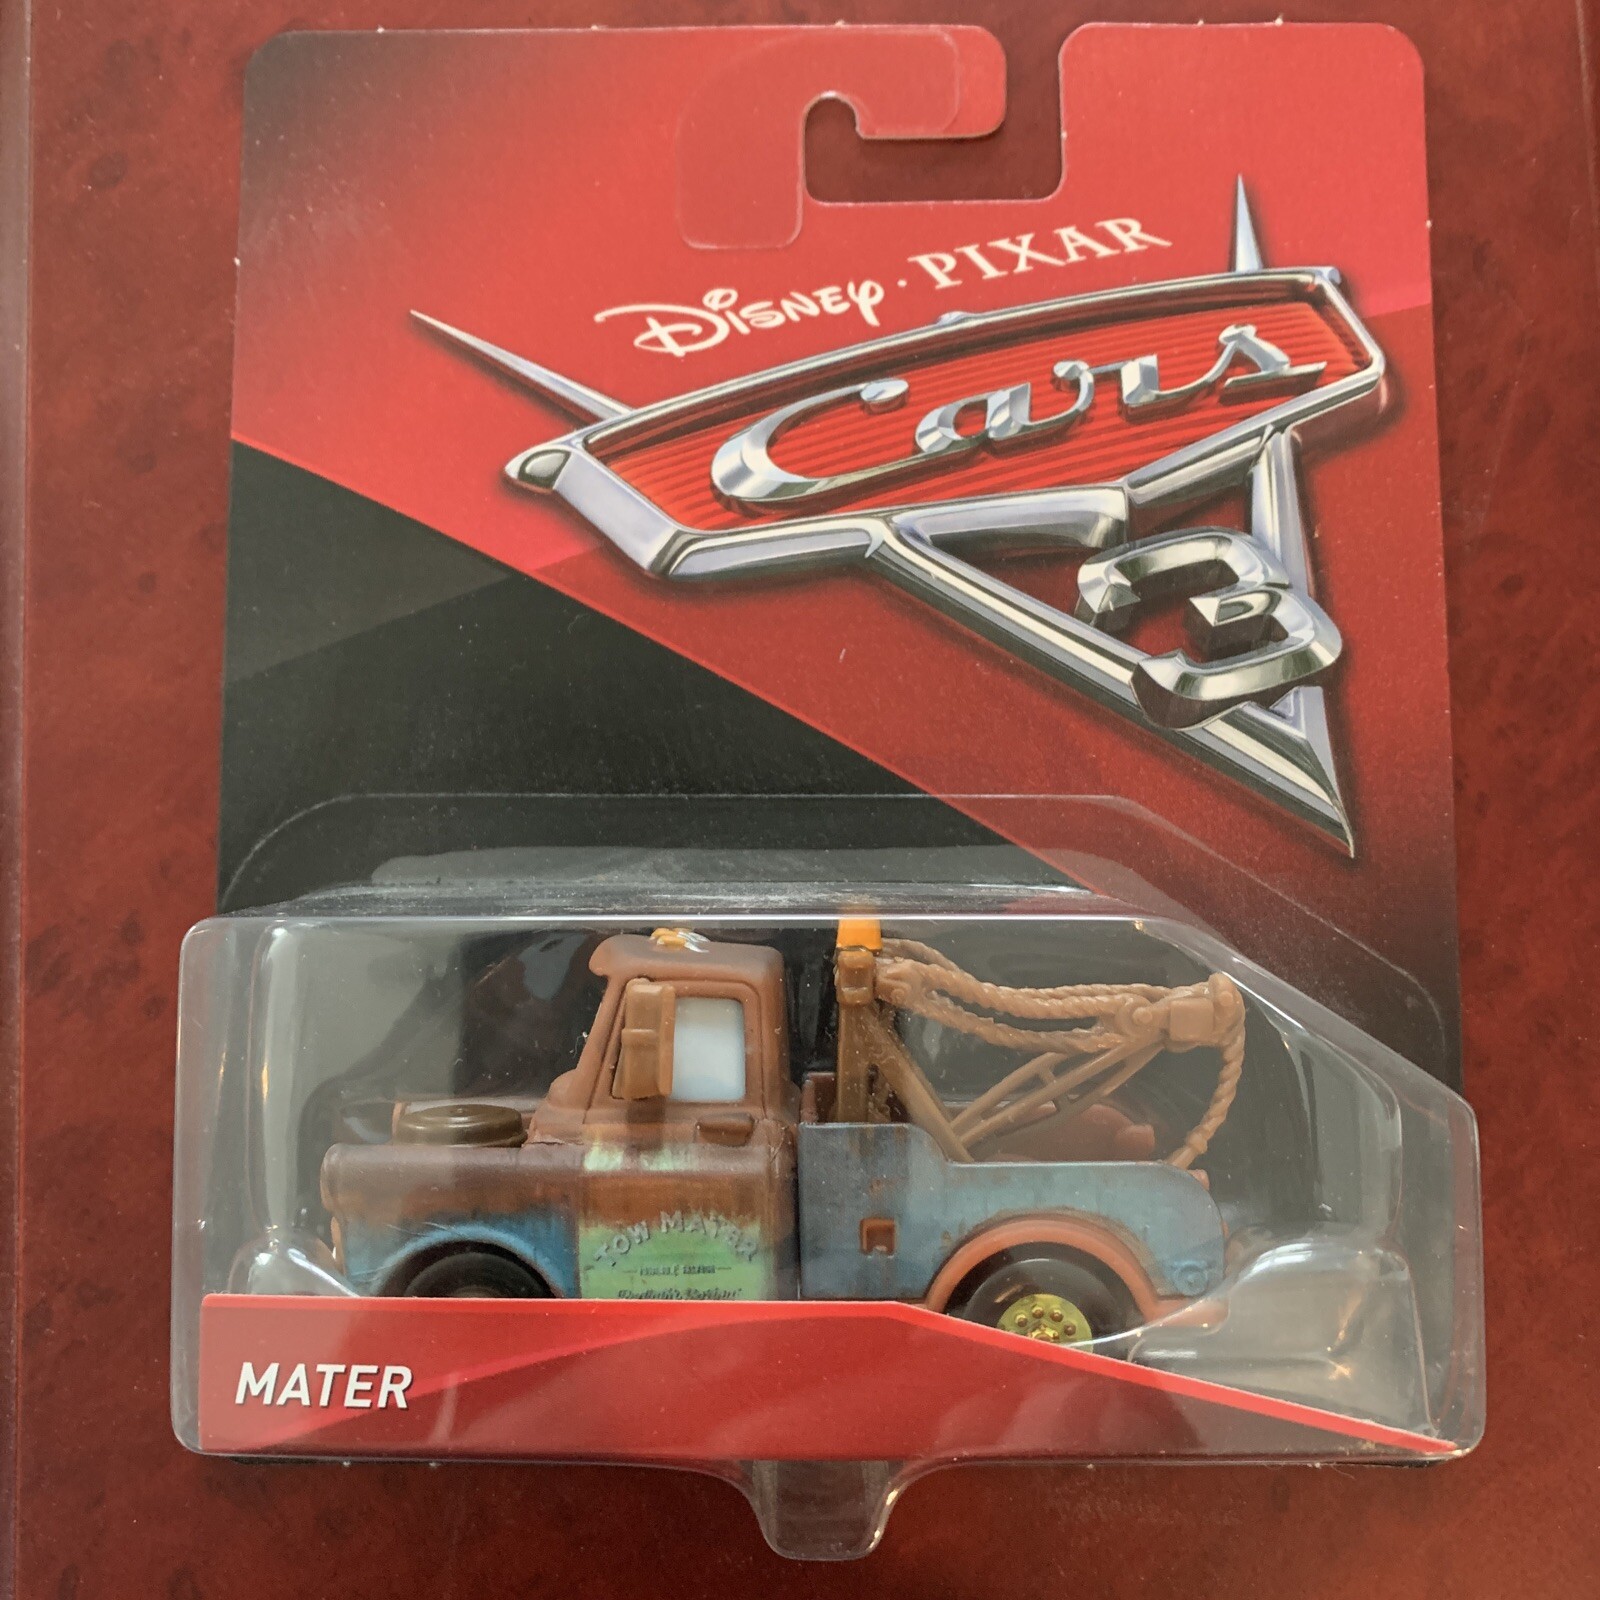 DISNEY · PIXAR
Cars
3
TOW MATER
MATER